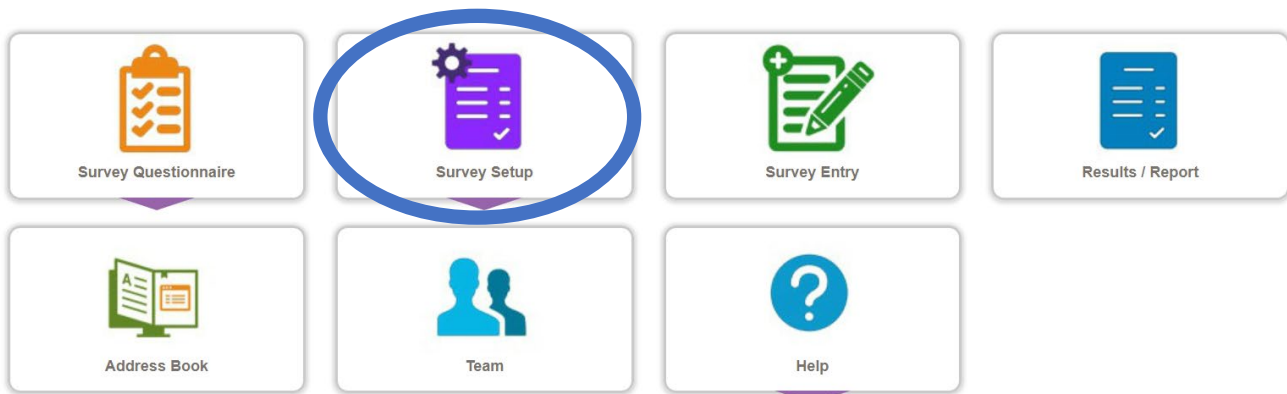 Survey Questionnaire
Survey Setup
Survey Entry
Results / Report
A
Address Book
Team
?
Help